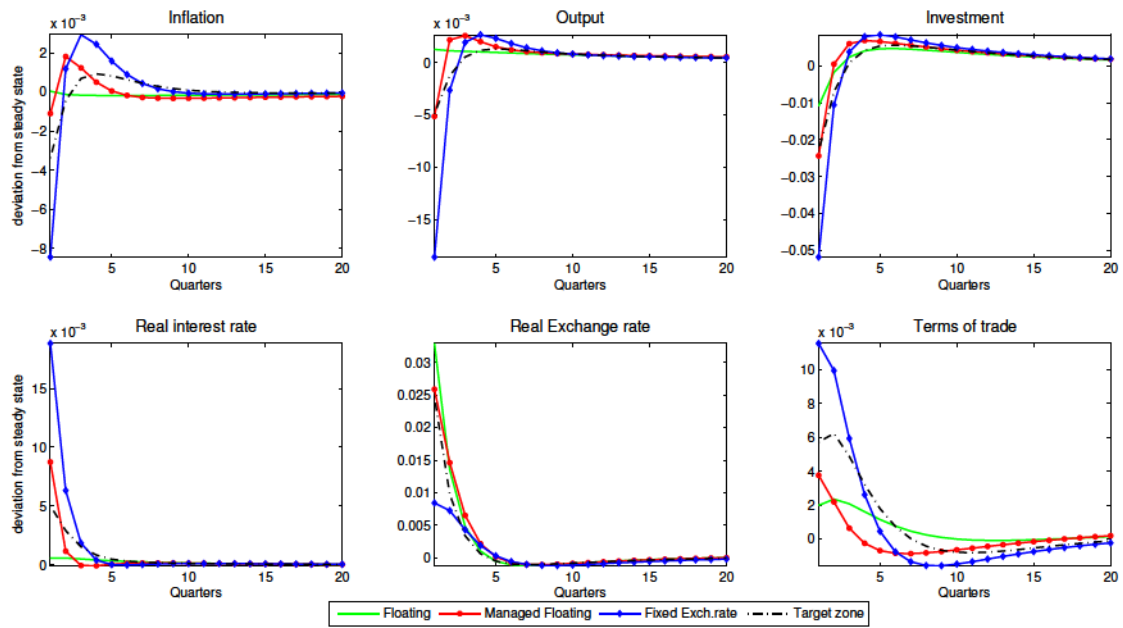 Inflation
Output
Investment
x 10⁻³
x 10⁻³
deviation from steady state
2
0
−2
−4
−6
−8
0
−5
−10
−15
0
−0.01
−0.02
−0.03
−0.04
−0.05
5 10 15 20
5 10 15 20
5 10 15 20
Quarters
Quarters
Quarters
Real interest rate
Real Exchange rate
Terms of trade
x 10⁻³
x 10⁻³
deviation from steady state
15
10
5
0
0.03
0.025
0.02
0.015
0.01
0.005
0
10
8
6
4
2
0
5 10 15 20
5 10 15 20
5 10 15 20
Quarters
Quarters
Quarters
Floating Managed Floating Fixed Exch.rate Target zone